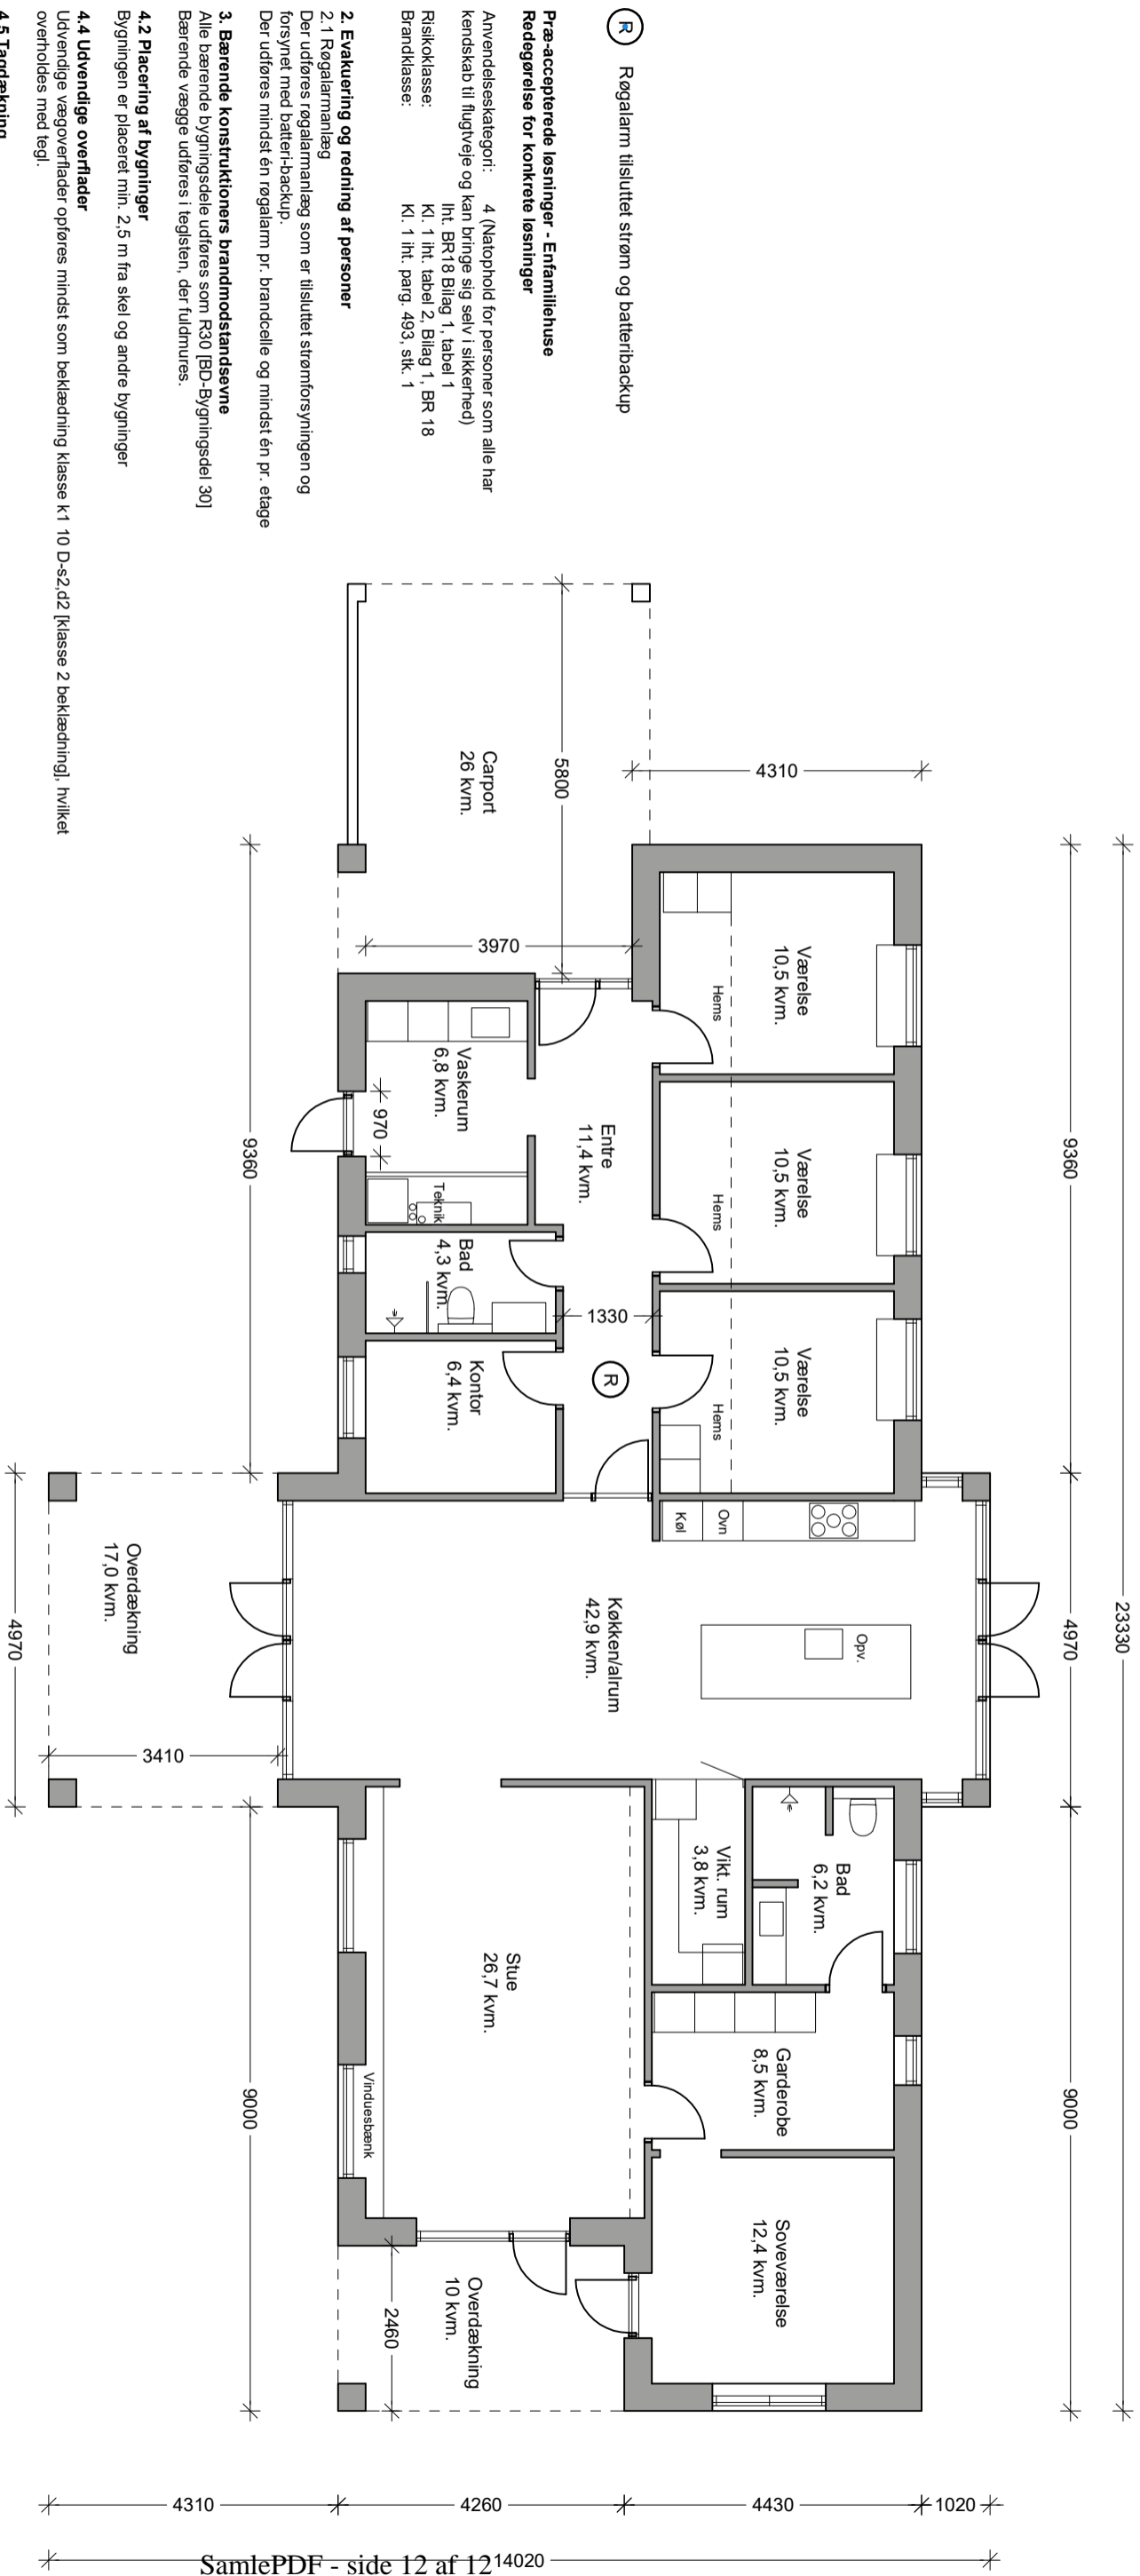 R Røgalarm tilsluttet strøm og batteribackup
Præ-accepterede løsninger - Enfamiliehuse
Redegørelse for konkrete løsninger
Anvendelseskategori: 4 (Natophold for personer som alle har
kendskab til flugtveje og kan bringe sig selv i sikkerhed)
Iht. BR18 Bilag 1, tabel 1
Risikoklasse: Kl. 1 iht. tabel 2, Bilag 1, BR 18
Brandklasse: Kl. 1 iht. parg. 493, stk. 1
2. Evakuering og redning af personer
2.1 Røgalarmanlæg
Der udføres røgalarmanlæg som er tilsluttet strømforsyningen og
forsynet med batteri-backup.
Der udføres mindst én røgalarm pr. brandcelle og mindst én pr. etage
3. Bærende konstruktioners brandmodstandsevne
Alle bærende bygningsdele udføres som R30 [BD-Bygningsdel 30]
Bærende vægge udføres i teglsten, der fuldmures.
4.2 Placering af bygninger
Bygningen er placeret min. 2,5 m fra skel og andre bygninger
4.4 Udvendige overflader
Udvendige vægoverflader opføres mindst som beklædning klasse k1 10 D-s2,d2 [klasse 2 beklædning], hvilket
overholdes med tegl.
4.5 Tagdækning
23330
9360
4970
9000
4310
5800
3970
Carport
26 kvm.
Værelse
10,5 kvm.
Hems
Værelse
10,5 kvm.
Hems
Værelse
10,5 kvm.
Hems
Entre
11,4 kvm.
Vaskerum
6,8 kvm.
970
Teknik
Bad
4,3 kvm.
1330
R
Kontor
6,4 kvm.
Køl
Ovn
Opv.
Køkken/alrum
42,9 kvm.
Overdækning
17,0 kvm.
3410
Bad
6,2 kvm.
Vikt. rum
3,8 kvm.
Stue
26,7 kvm.
Vinduesbænk
Garderobe
8,5 kvm.
Soveværelse
12,4 kvm.
Overdækning
10 kvm.
2460
9360
4970
9000
4310
4260
4430
1020
14020
SamlePDF - side 12 af 12